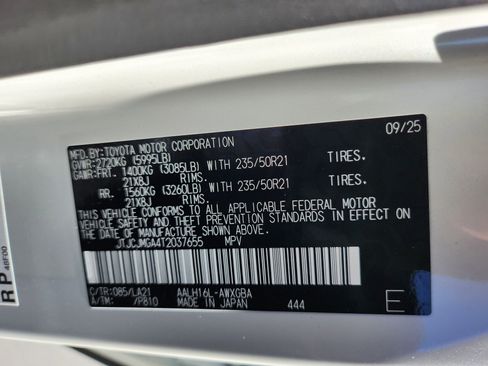 MFD.BY:TOYOTA MOTOR CORPORATION 09/25
GVWR:2720KG (5995LB)
GAWR:FRT. 1400KG (3085LB) WITH 235/50R21 TIRES.
21X8J RIMS.
RR. 1560KG (3260LB) WITH 235/50R21 TIRES.
21X8J RIMS.
THIS VEHICLE CONFORMS TO ALL APPLICABLE FEDERAL MOTOR
VEHICLE SAFETY AND THEFT PREVENTION STANDARDS IN EFFECT
ON THE DATE OF MANUFACTURE SHOWN ABOVE.
JTJCJMGA4T2037655 MPV
C/TR:085/LA21 AALH16L-AWXGBA
A/TM: /P810 MADE IN JAPAN 444 E
RP
48F00